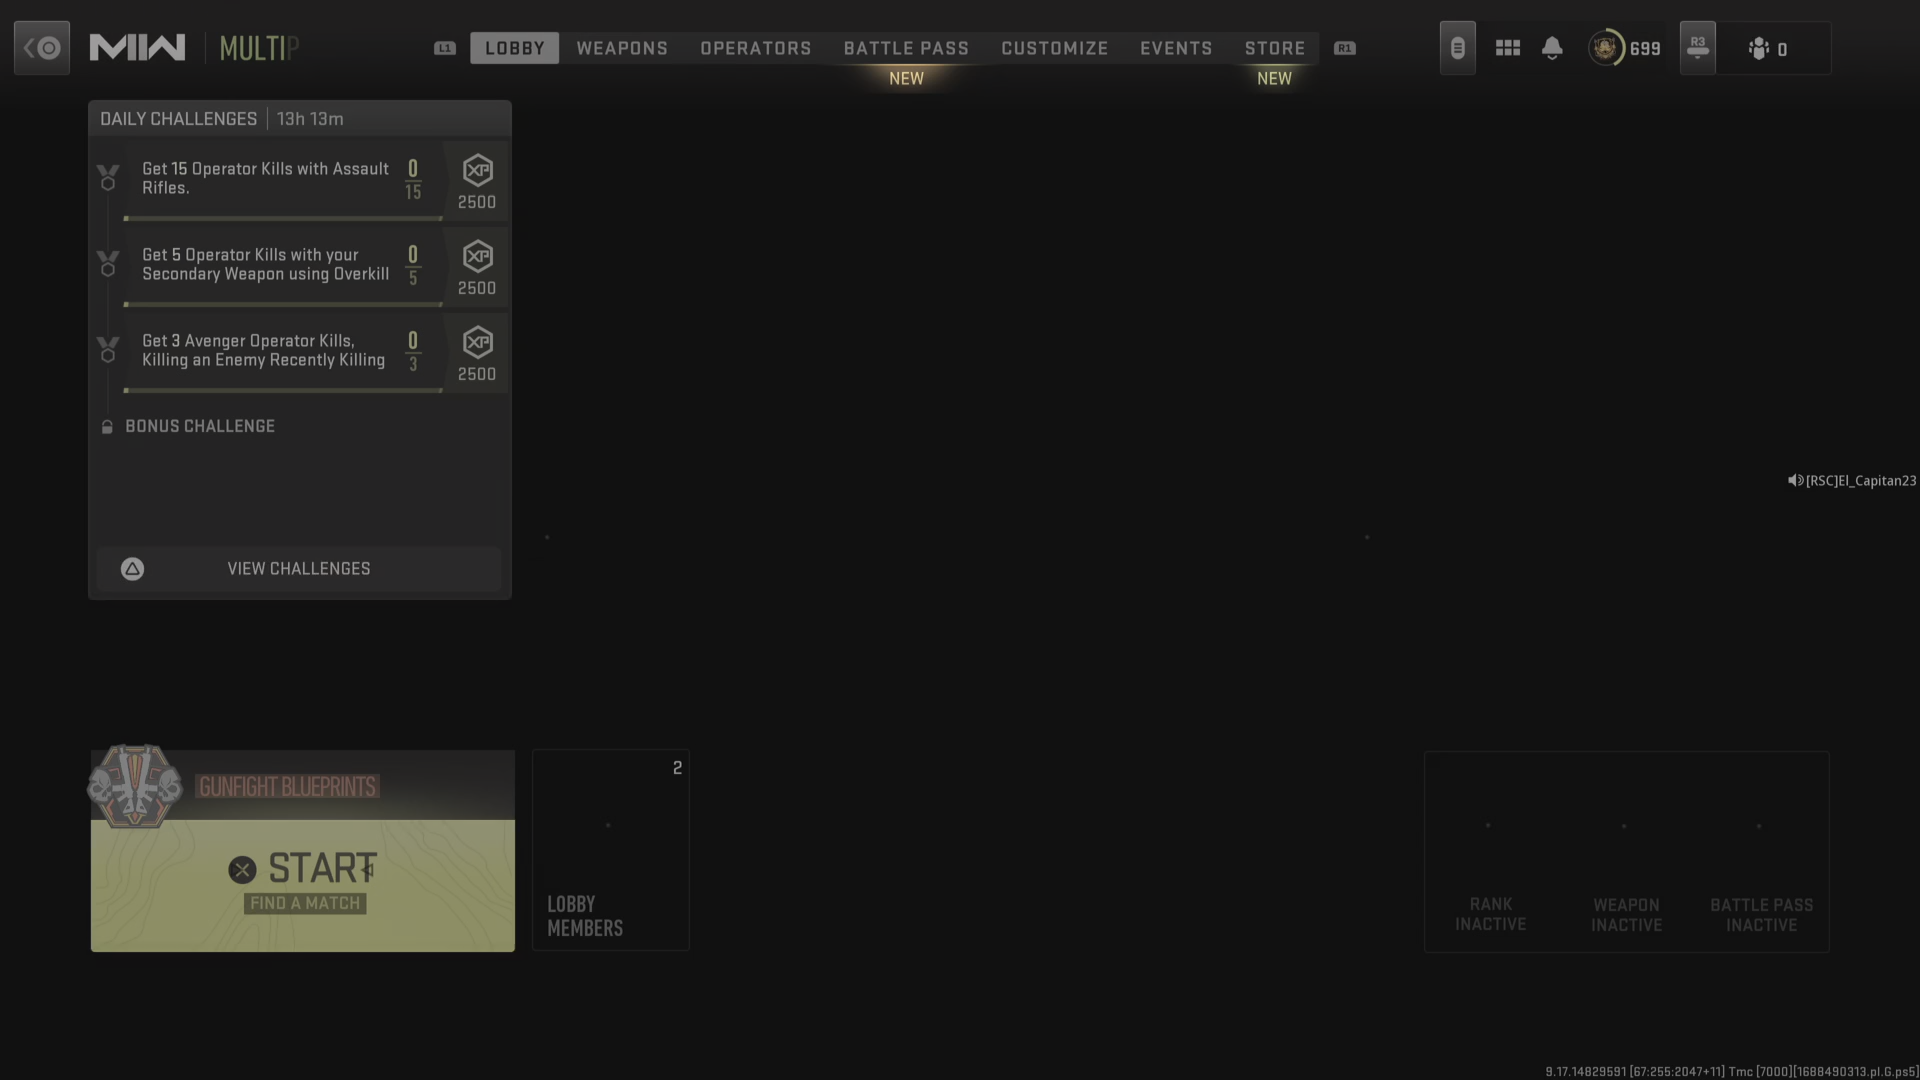 MW MULTIP
L1 LOBBY WEAPONS OPERATORS BATTLE PASS CUSTOMIZE EVENTS STORE R1
NEW NEW
699 R3 0
DAILY CHALLENGES 13h 13m
Get 15 Operator Kills with Assault
Rifles.
0
15
XP
2500
Get 5 Operator Kills with your
Secondary Weapon using Overkill
0
5
XP
2500
Get 3 Avenger Operator Kills,
Killing an Enemy Recently Killing
0
3
XP
2500
BONUS CHALLENGE
VIEW CHALLENGES
[RSC]El_Capitan23
GUNFIGHT BLUEPRINTS
START
FIND A MATCH
2
LOBBY
MEMBERS
RANK
INACTIVE
WEAPON
INACTIVE
BATTLE PASS
INACTIVE
9.17.14829591 [67:255:2047+11] Tmc [7000][1688490313.pl.G.ps5]